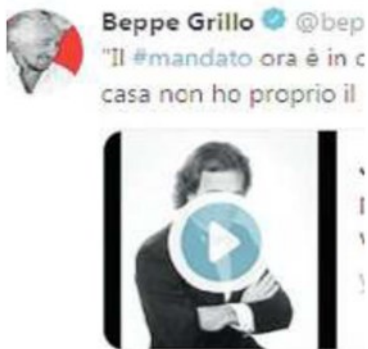 Beppe Grillo @bep
"Il #mandato ora è in c
casa non ho proprio il